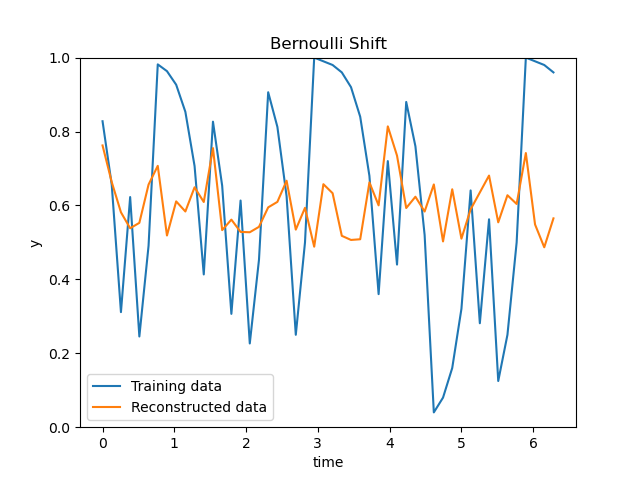 Bernoulli Shift
1.0
0.8
0.6
0.4
0.2
0.0
y
Training data
Reconstructed data
0 1 2 3 4 5 6
time